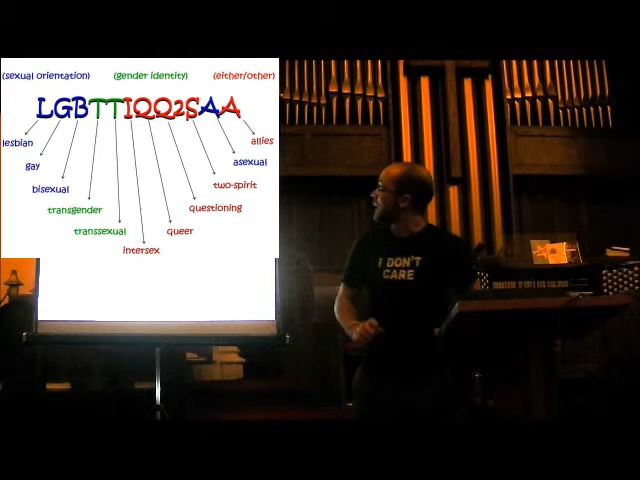 (sexual orientation) (gender identity) (either/other)
LGBTTIQQ2SAA
lesbian
gay
bisexual
transgender
transsexual
intersex
queer
questioning
two-spirit
asexual
allies
I DON'T
CARE